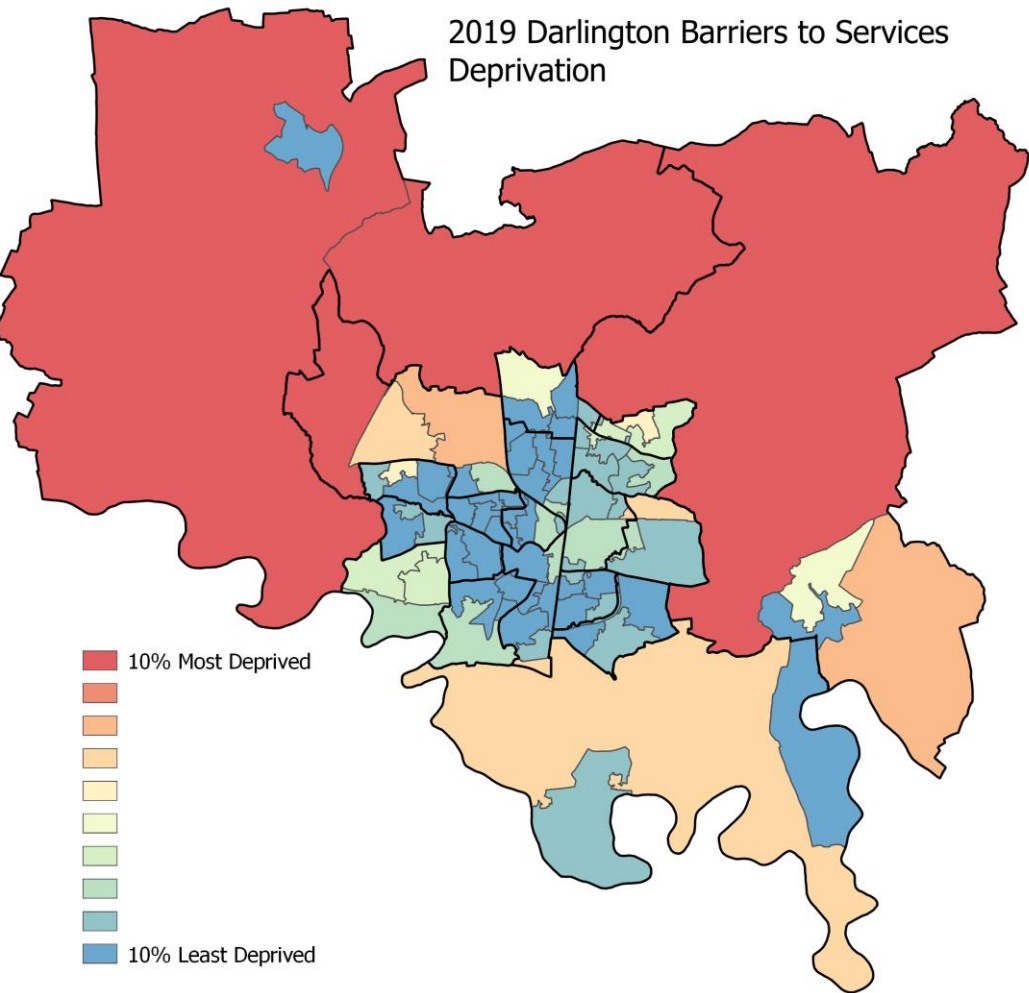 2019 Darlington Barriers to Services
Deprivation
10% Most Deprived
10% Least Deprived